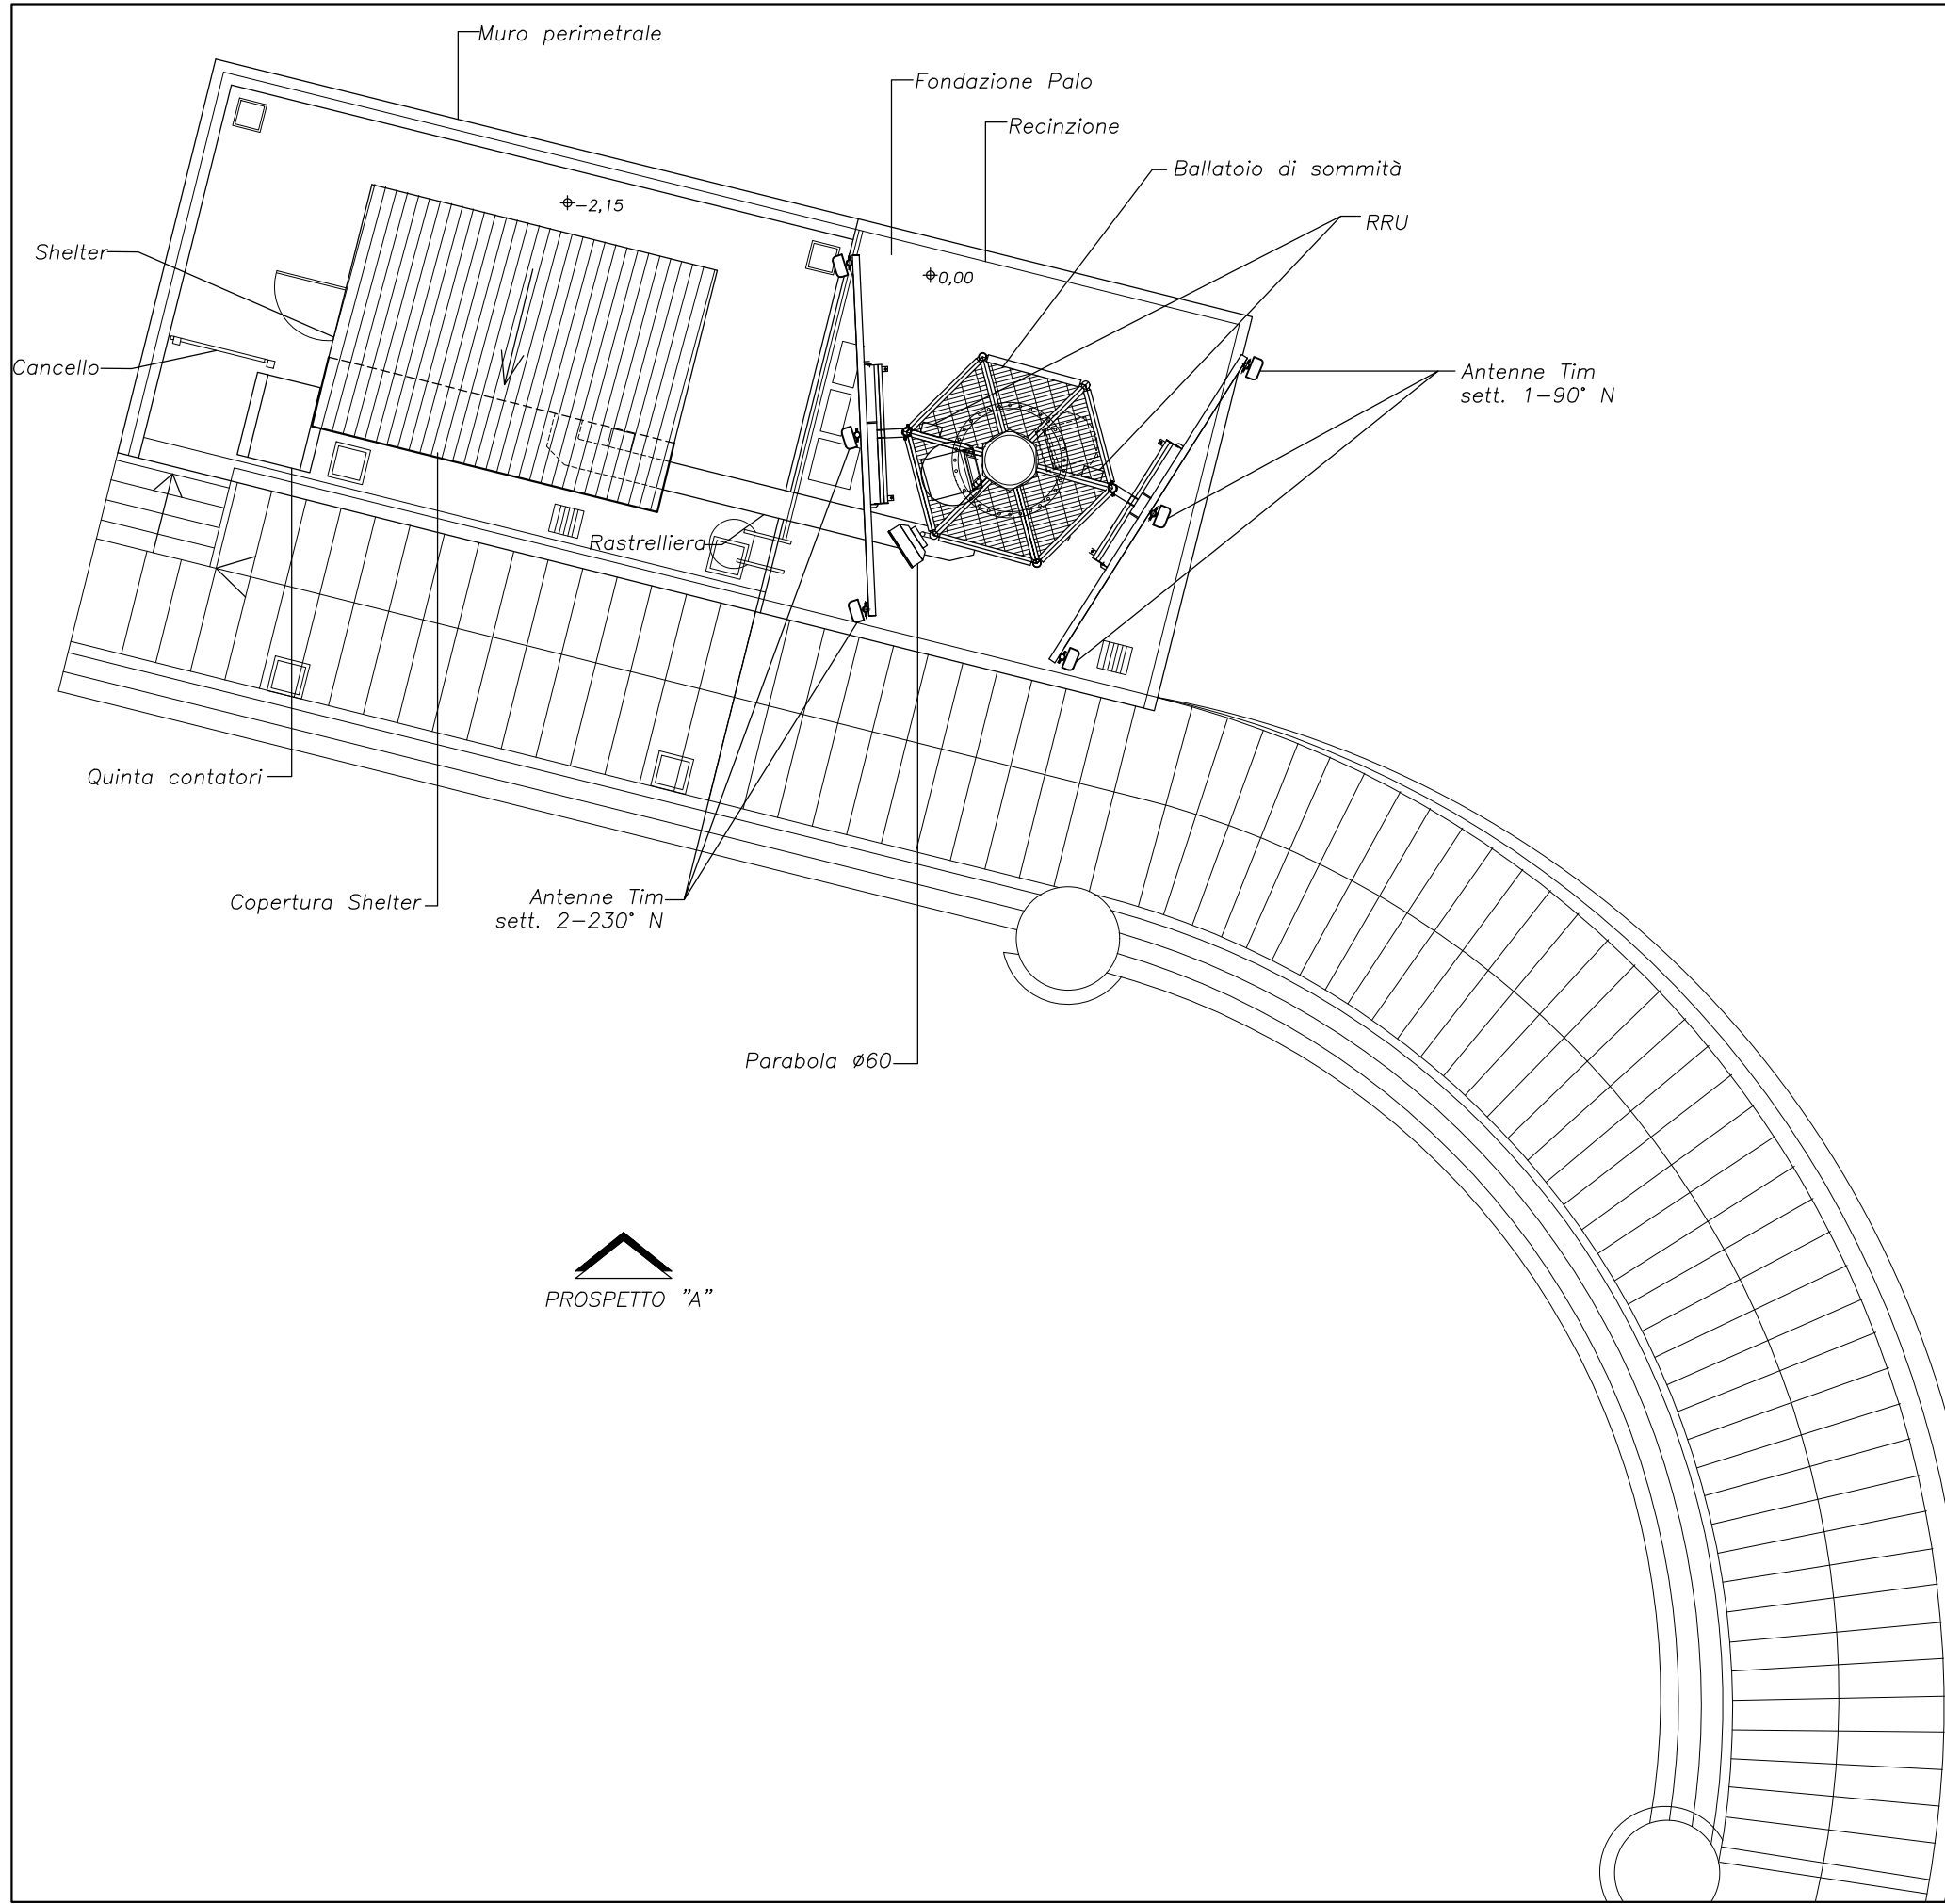 Muro perimetrale
Fondazione Palo
Recinzione
Ballatoio di sommità
RRU
-2,15
Shelter
0,00
Cancello
Antenne Tim
sett. 1-90° N
Rastrelliera
Quinta contatori
Copertura Shelter
Antenne Tim
sett. 2-230° N
Parabola ø60
PROSPETTO "A"